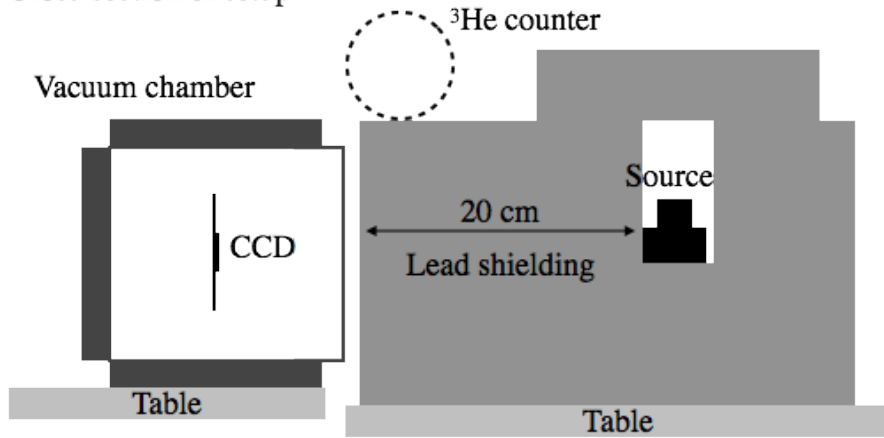 ³He counter
Vacuum chamber
Source
20 cm
CCD
Lead shielding
Table
Table